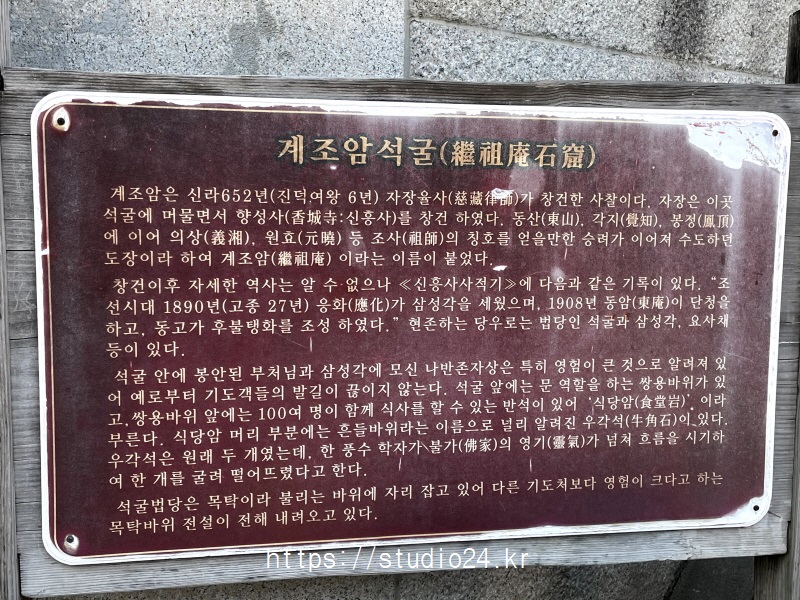 계조암석굴(繼祖庵石窟)
계조암은 신라652년(진덕여왕 6년) 자장율사(慈藏律師)가 창건한 사찰이다. 자장은 이곳
석굴에 머물면서 향성사(香城寺:신흥사)를 창건 하였다. 동산(東山), 각지(覺知), 봉정(鳳頂)
에 이어 의상(義湘), 원효(元曉) 등 조사(祖師)의 칭호를 얻을만한 승려가 이어져 수도하던
도장이라 하여 계조암(繼祖庵) 이라는 이름이 붙었다.
창건이후 자세한 역사는 알 수 없으나 ≪신흥사사적기≫에 다음과 같은 기록이 있다. “조
선시대 1890년(고종 27년) 응화(應化)가 삼성각을 세웠으며, 1908년 동암(東庵)이 단청을
하고, 동고가 후불탱화를 조성 하였다.” 현존하는 당우로는 법당인 석굴과 삼성각, 요사채
등이 있다.
석굴 안에 봉안된 부처님과 삼성각에 모신 나반존자상은 특히 영험이 큰 것으로 알려져 있
어 예로부터 기도객들의 발길이 끊이지 않는다. 석굴 앞에는 문 역할을 하는 쌍용바위가 있
고, 쌍용바위 앞에는 100여 명이 함께 식사를 할 수 있는 반석이 있어 ‘식당암(食堂岩)’ 이라
부른다. 식당암 머리 부분에는 흔들바위라는 이름으로 널리 알려진 우각석(牛角石)이 있다.
우각석은 원래 두 개였는데, 한 풍수 학자가 불가(佛家)의 영기(靈氣)가 넘쳐 흐름을 시기하
여 한 개를 굴려 떨어뜨렸다고 한다.
석굴법당은 목탁이라 불리는 바위에 자리 잡고 있어 다른 기도처보다 영험이 크다고 하는
목탁바위 전설이 전해 내려오고 있다.
https://studio24.kr